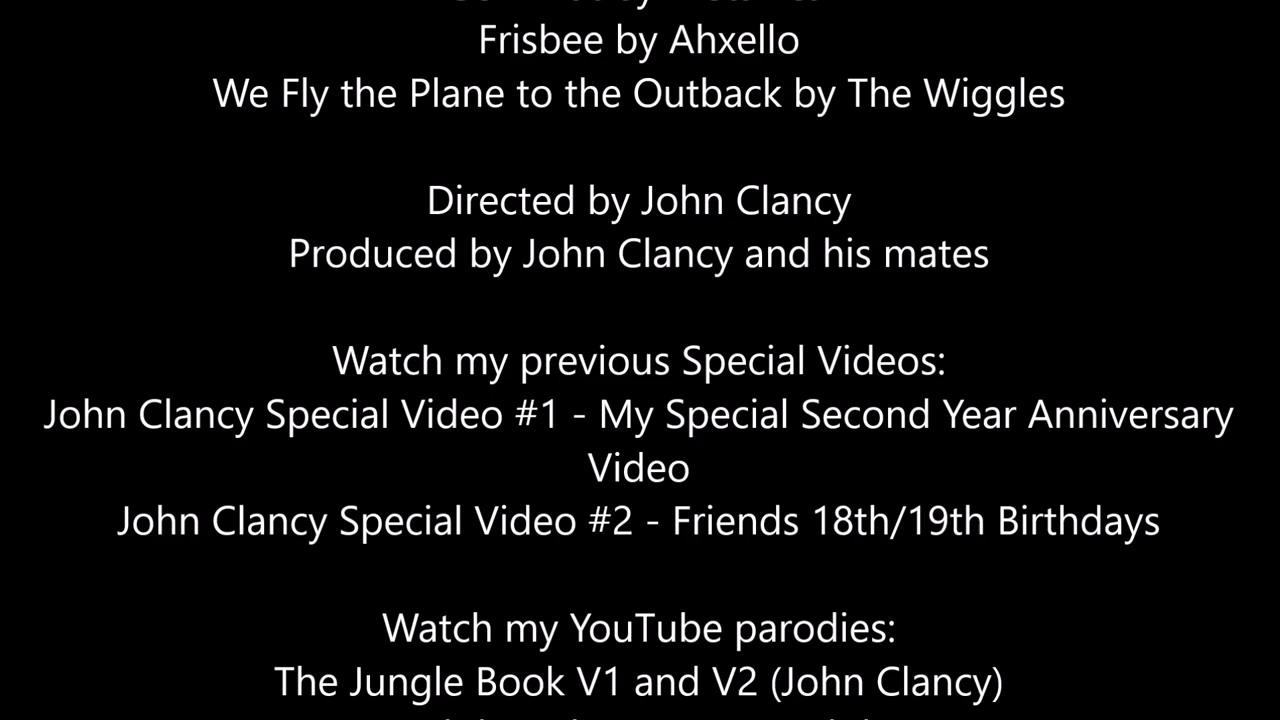 Frisbee by Ahxello
We Fly the Plane to the Outback by The Wiggles
Directed by John Clancy
Produced by John Clancy and his mates
Watch my previous Special Videos:
John Clancy Special Video #1 - My Special Second Year Anniversary
Video
John Clancy Special Video #2 - Friends 18th/19th Birthdays
Watch my YouTube parodies:
The Jungle Book V1 and V2 (John Clancy)